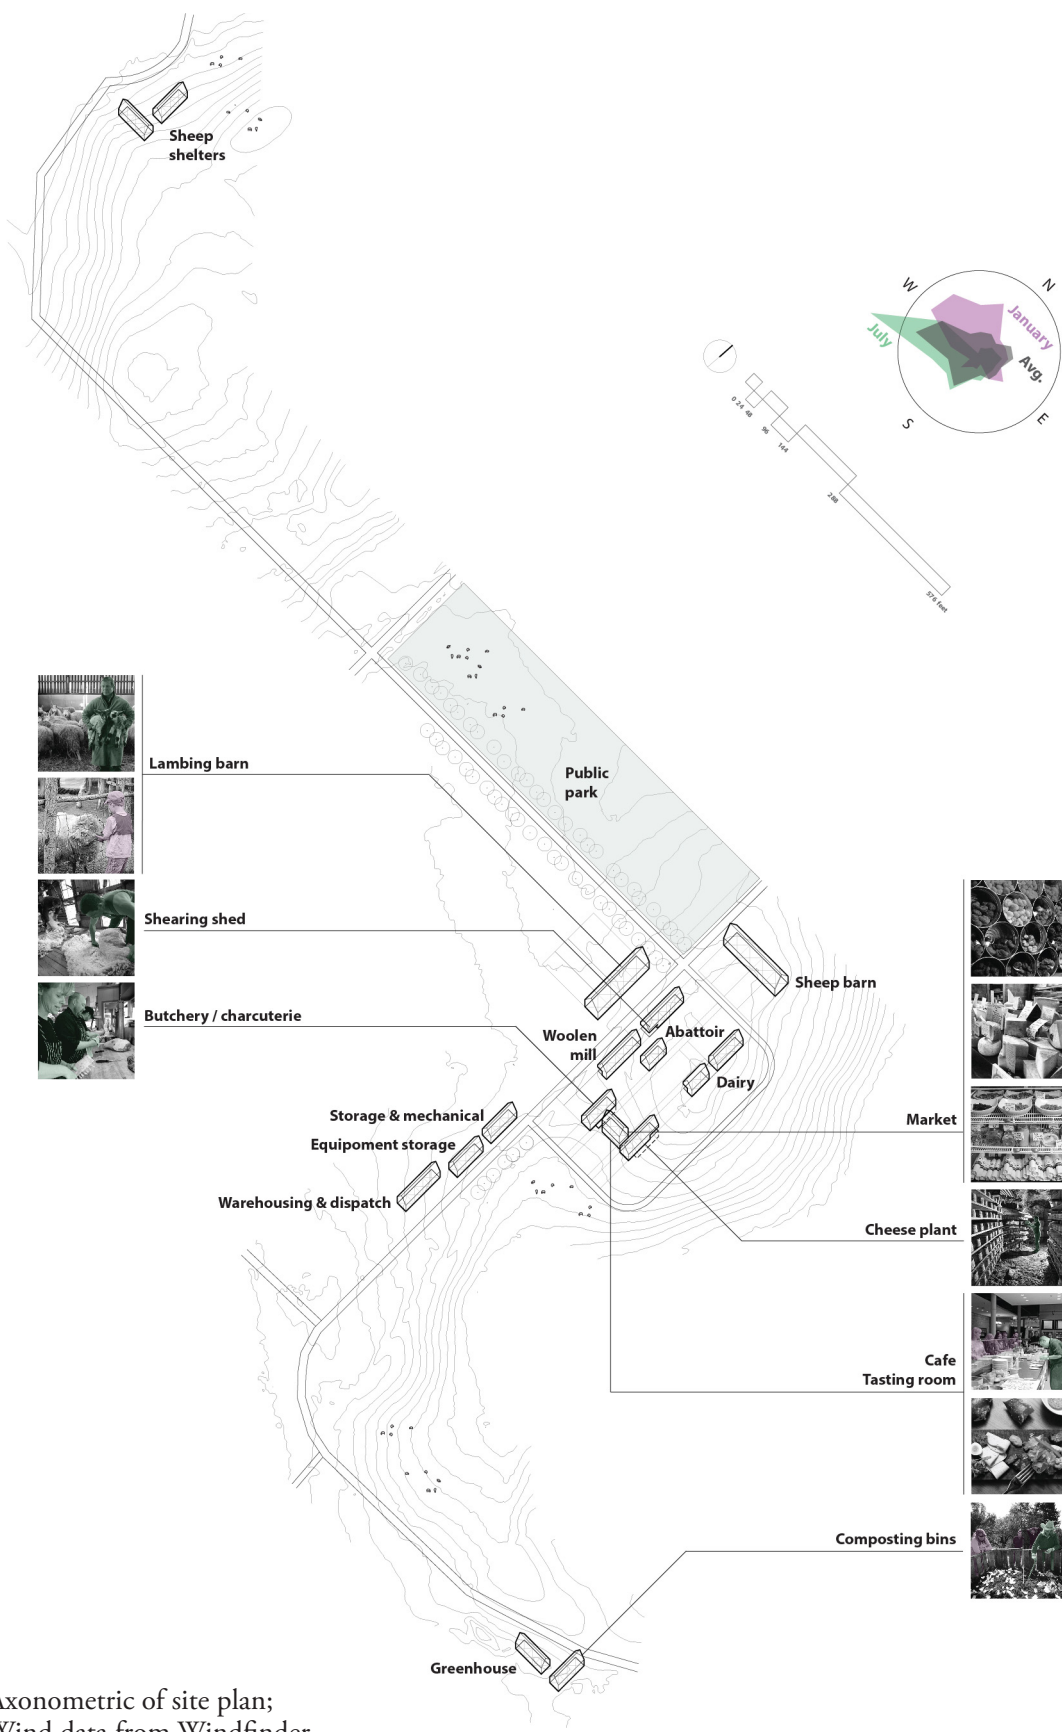 Sheep
shelters
W
N
January
July
Avg.
S
E
0 24 48
96
144
288
576 feet
Public
park
Lambing barn
Shearing shed
Sheep barn
Butchery / charcuterie
Woolen
mill
Abattoir
Dairy
Storage & mechanical
Market
Equipoment storage
Warehousing & dispatch
Cheese plant
Cafe
Tasting room
Composting bins
Greenhouse
Axonometric of site plan;
Wind data from Windfinder